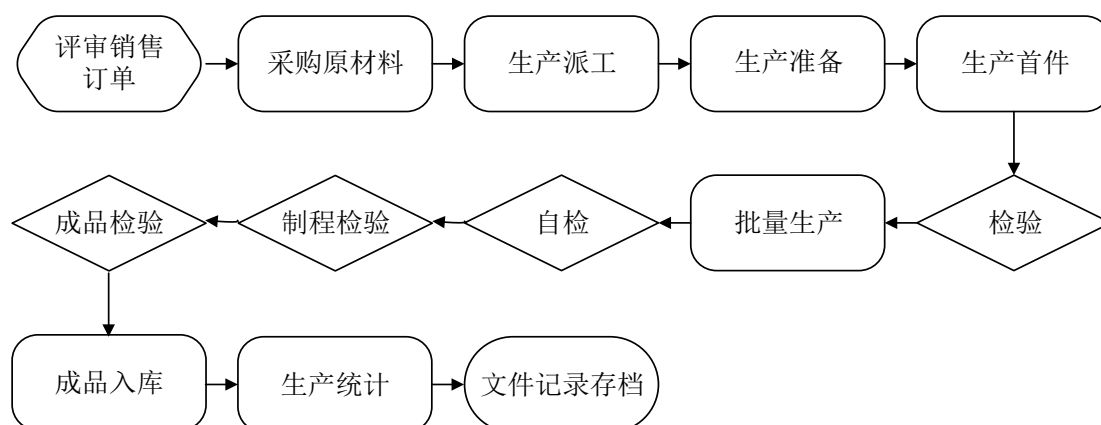 评审销售
订单
采购原材料
生产派工
生产准备
生产首件
检验
批量生产
自检
制程检验
成品检验
成品入库
生产统计
文件记录存档